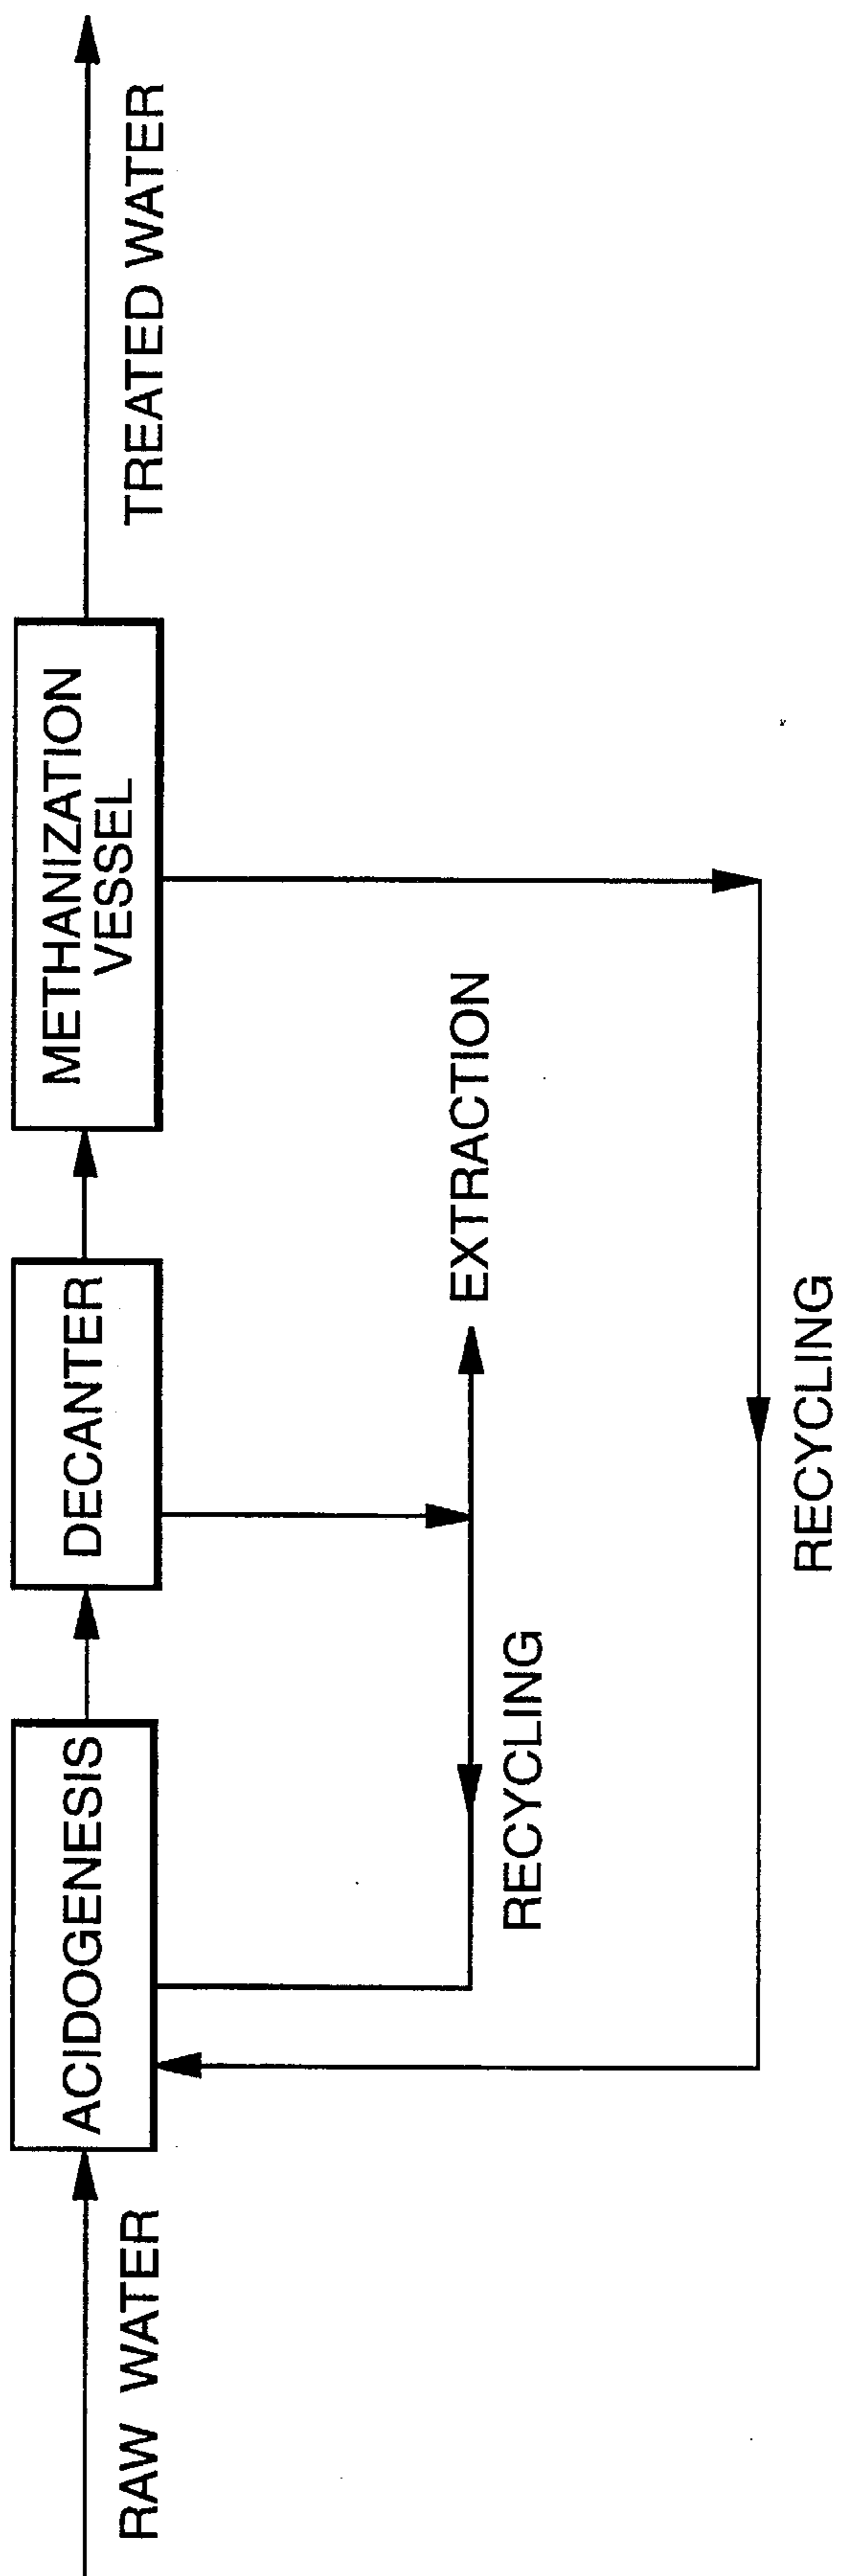 RAW WATER
ACIDOGENESIS
DECANTER
METHANIZATION
VESSEL
TREATED WATER
RECYCLING
EXTRACTION
RECYCLING